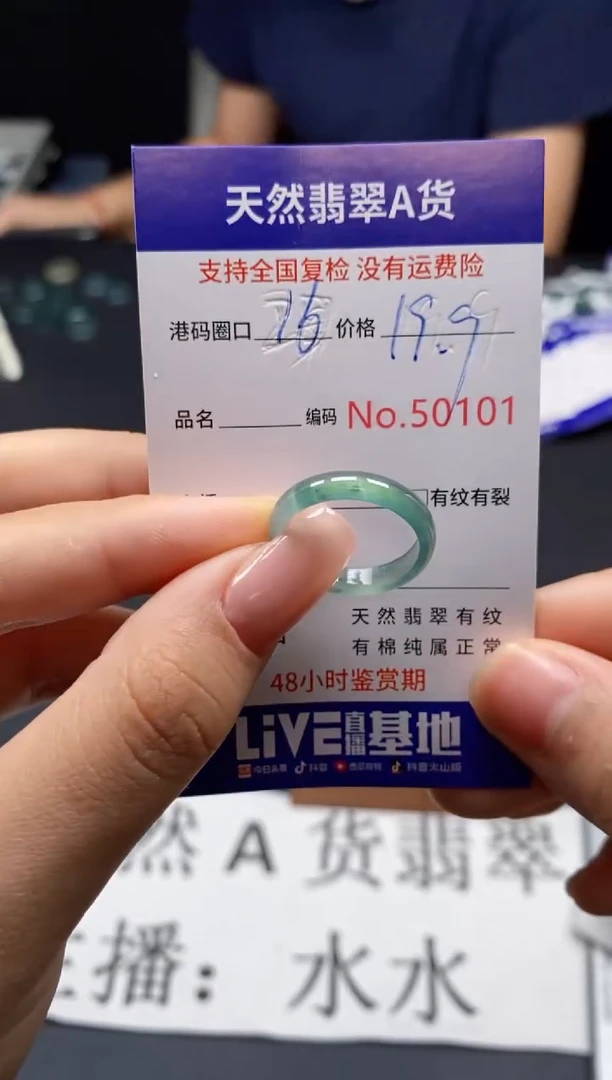 天然翡翠A货
支持全国复检 没有运费险
港码圈口 价格 19.9
品名 编码 No.50101
有纹有裂
天然翡翠有纹
有棉纯属正常
48小时鉴赏期
LiVE直播基地
今日头条 抖音 西瓜视频 抖音火山版
然A货翡翠
主播：水水